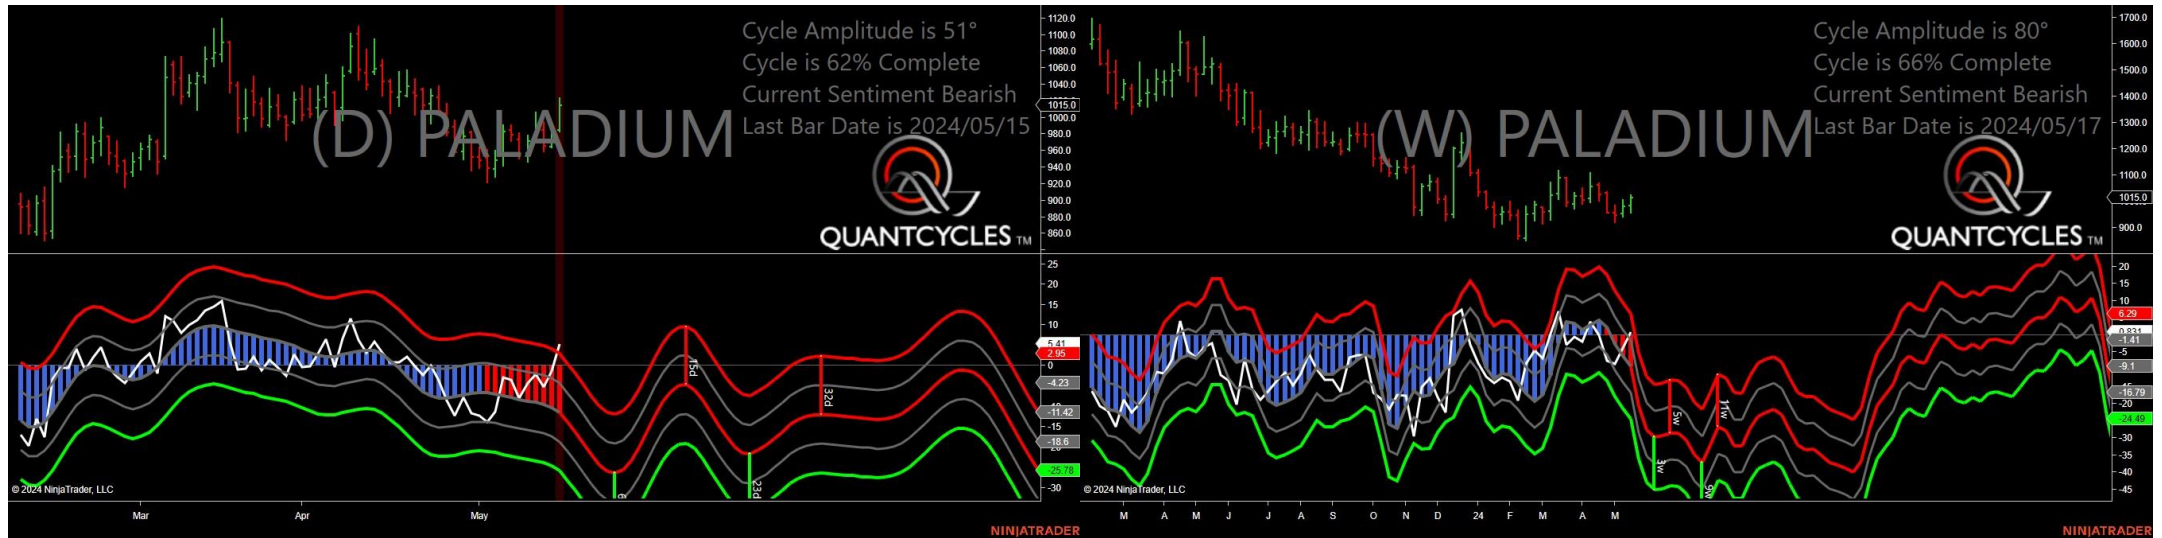 Cycle Amplitude is 51°
Cycle is 62% Complete
Current Sentiment Bearish
Last Bar Date is 2024/05/15
(D) PALADIUM
QUANTCYCLES TM
1120.0
1100.0
1080.0
1060.0
1040.0
1015.0
1000.0
980.0
960.0
940.0
920.0
900.0
880.0
860.0
25
20
15
10
5.41
2.95
0
-4.23
-11.42
-15
-18.6
-25.78
-30
15d
32d
23d
6
© 2024 NinjaTrader, LLC
Mar Apr May
NINJATRADER
Cycle Amplitude is 80°
Cycle is 66% Complete
Current Sentiment Bearish
Last Bar Date is 2024/05/17
(W) PALADIUM
QUANTCYCLES TM
1700.0
1600.0
1500.0
1400.0
1300.0
1200.0
1100.0
1015.0
900.0
20
15
10
6.29
0.831
-1.41
-5
-9.1
-16.79
-20
-24.49
-30
-35
-40
-45
5w
11w
3w
9w
© 2024 NinjaTrader, LLC
M A M J J A S O N D 24 F M A M
NINJATRADER